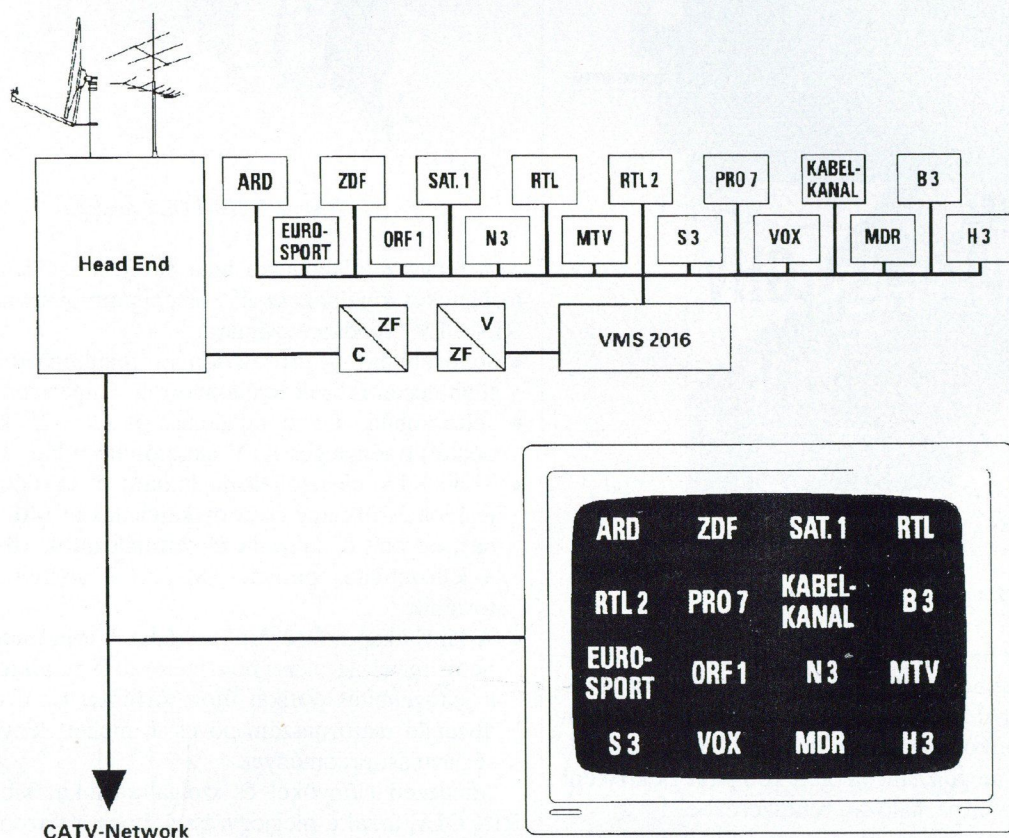 ARD ZDF SAT.1 RTL RTL 2 PRO 7 KABEL-
KANAL B 3
EURO-
SPORT ORF 1 N 3 MTV S 3 VOX MDR H 3
Head End
ZF
C
V
ZF
VMS 2016
ARD ZDF SAT.1 RTL
RTL 2 PRO 7 KABEL-
KANAL B 3
EURO-
SPORT ORF 1 N 3 MTV
S 3 VOX MDR H 3
CATV-Network